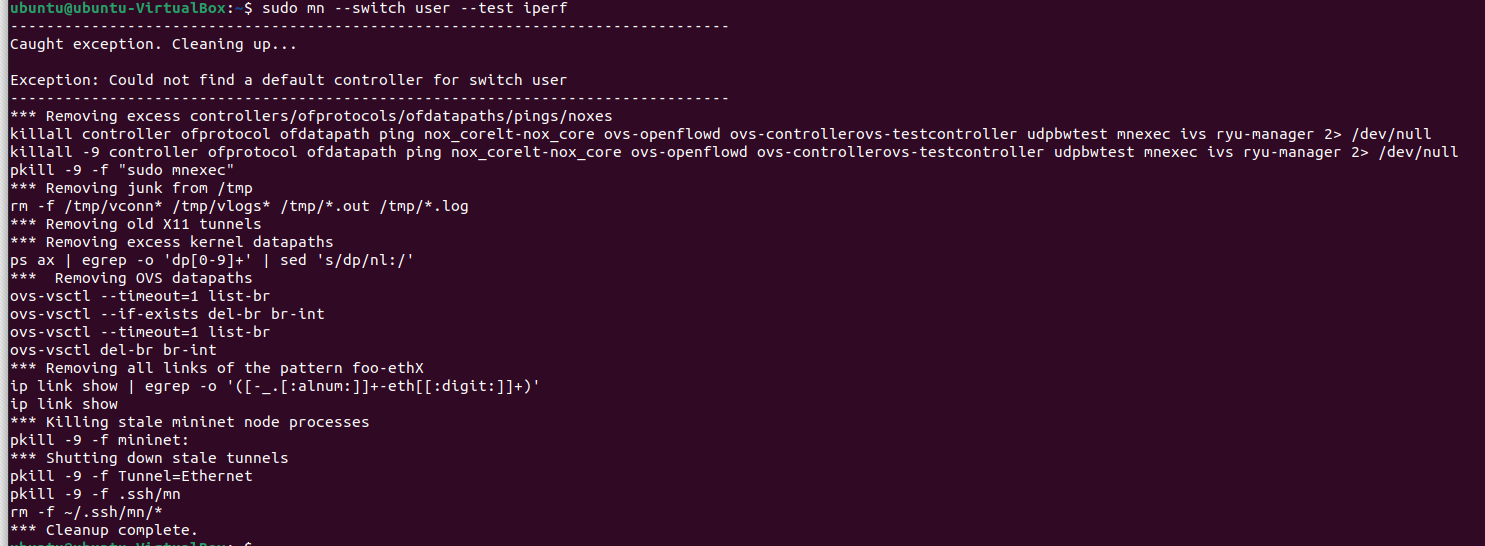 ubuntu@ubuntu-VirtualBox:~$ sudo mn --switch user --test iperf
--------------------------------------------------------------------------------
Caught exception. Cleaning up...

Exception: Could not find a default controller for switch user
--------------------------------------------------------------------------------
*** Removing excess controllers/ofprotocols/ofdatapaths/pings/noxes
killall controller ofprotocol ofdatapath ping nox_corelt-nox_core ovs-openflowd ovs-controllerovs-testcontroller udpbwtest mnexec ivs ryu-manager 2> /dev/null
killall -9 controller ofprotocol ofdatapath ping nox_corelt-nox_core ovs-openflowd ovs-controllerovs-testcontroller udpbwtest mnexec ivs ryu-manager 2> /dev/null
pkill -9 -f "sudo mnexec"
*** Removing junk from /tmp
rm -f /tmp/vconn* /tmp/vlogs* /tmp/*.out /tmp/*.log
*** Removing old X11 tunnels
*** Removing excess kernel datapaths
ps ax | egrep -o 'dp[0-9]+' | sed 's/dp/nl:/'
***  Removing OVS datapaths
ovs-vsctl --timeout=1 list-br
ovs-vsctl --if-exists del-br br-int
ovs-vsctl --timeout=1 list-br
ovs-vsctl del-br br-int
*** Removing all links of the pattern foo-ethX
ip link show | egrep -o '([-_.[:alnum:]]+-eth[[:digit:]]+)'
ip link show
*** Killing stale mininet node processes
pkill -9 -f mininet:
*** Shutting down stale tunnels
pkill -9 -f Tunnel=Ethernet
pkill -9 -f .ssh/mn
rm -f ~/.ssh/mn/*
*** Cleanup complete.
ubuntu@ubuntu-VirtualBox:~$